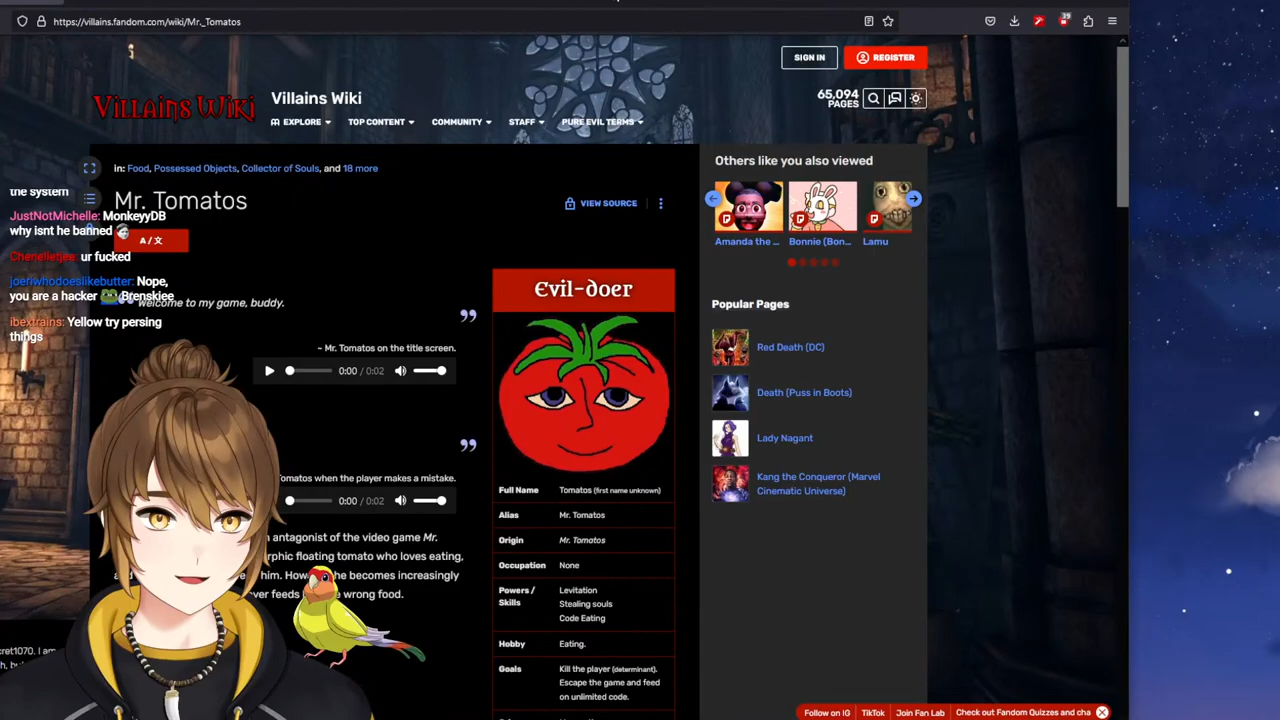 https://villains.fandom.com/wiki/Mr._Tomatos
39
SIGN IN
REGISTER
VILLAINS WIKI
Villains Wiki
65,094
PAGES
EXPLORE
TOP CONTENT
COMMUNITY
STAFF
PURE EVIL TERMS
in: Food, Possessed Objects, Collector of Souls, and 18 more
Mr. Tomatos
VIEW SOURCE
A / 文
the system
JustNotMichelle: MonkeyyDB
why isnt he banned
Chenelletjee: ur fucked
joeriwhodoeslikebutter: Nope,
you are a hacker Brenskiee
ibextrains: Yellow try persing
things
Welcome to my game, buddy.
~ Mr. Tomatos on the title screen.
0:00 / 0:02
Tomatos when the player makes a mistake.
0:00 / 0:02
antagonist of the video game Mr.
rphic floating tomato who loves eating,
him. How he becomes increasingly
ver feeds wrong food.
cret1070. I am
Evil-doer
Full Name Tomatos (first name unknown)
Alias Mr. Tomatos
Origin Mr. Tomatos
Occupation None
Powers / Skills
Levitation
Stealing souls
Code Eating
Hobby Eating.
Goals Kill the player (determinant).
Escape the game and feed
on unlimited code.
Others like you also viewed
Amanda the ...
Bonnie (Bon...
Lamu
Popular Pages
Red Death (DC)
Death (Puss in Boots)
Lady Nagant
Kang the Conqueror (Marvel
Cinematic Universe)
Follow on IG
TikTok
Join Fan Lab
Check out Fandom Quizzes and cha